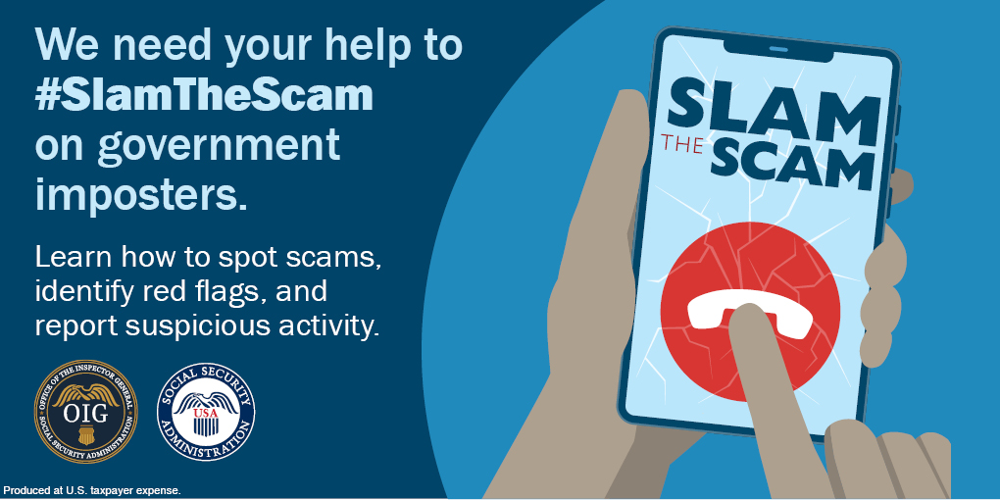 We need your help to
#SlamTheScam
on government
imposters.
Learn how to spot scams,
identify red flags, and
report suspicious activity.
OFFICE OF THE INSPECTOR GENERAL
OIG
SOCIAL SECURITY ADMINISTRATION
SOCIAL SECURITY
USA
ADMINISTRATION
Produced at U.S. taxpayer expense.
SLAM
THE SCAM